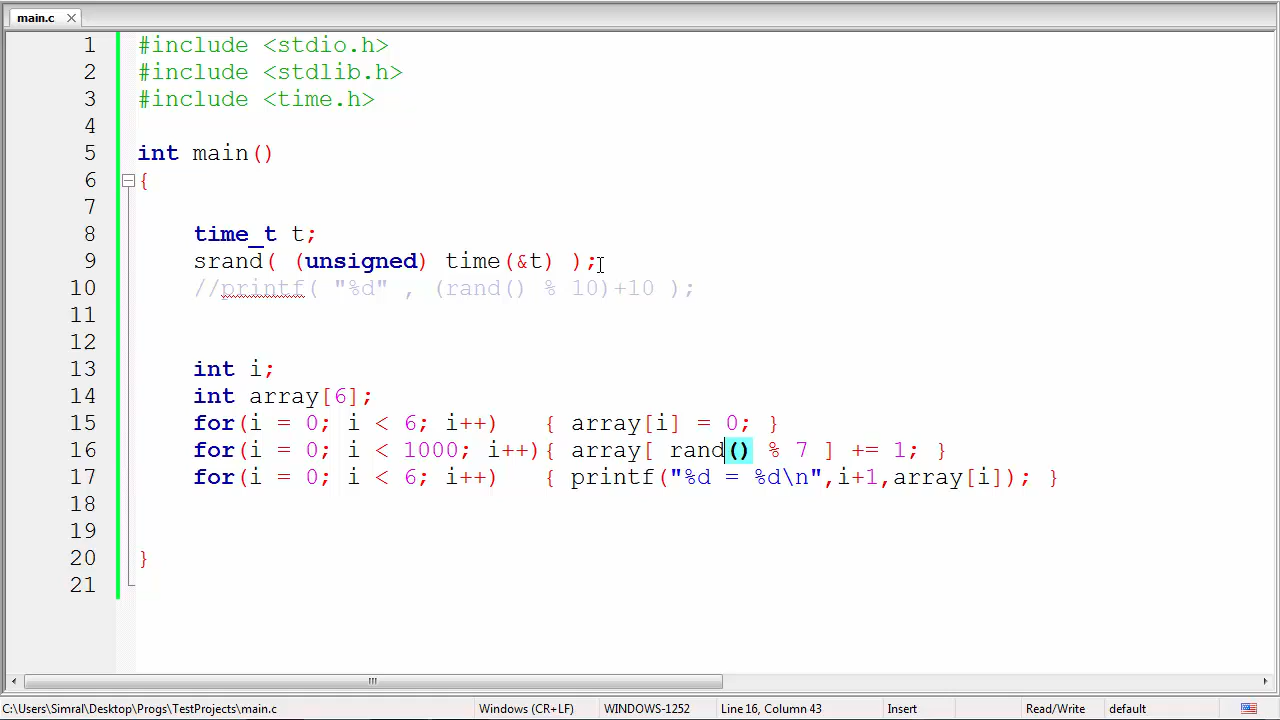 main.c
1 #include <stdio.h>
2 #include <stdlib.h>
3 #include <time.h>
4
5 int main()
6 {
7
8 time_t t;
9 srand( (unsigned) time(&t) );
10 //printf( "%d" , (rand() % 10)+10 );
11
12
13 int i;
14 int array[6];
15 for(i = 0; i < 6; i++) { array[i] = 0; }
16 for(i = 0; i < 1000; i++){ array[ rand() % 7 ] += 1; }
17 for(i = 0; i < 6; i++) { printf("%d = %d\n",i+1,array[i]); }
18
19
20 }
21
C:\Users\Simral\Desktop\Progs\TestProjects\main.c Windows (CR+LF) WINDOWS-1252 Line 16, Column 43 Insert Read/Write default